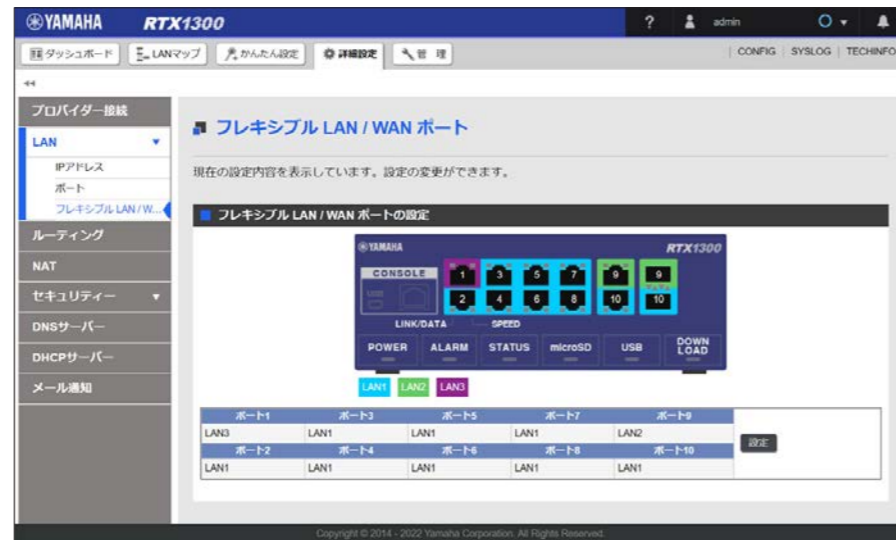 YAMAHA RTX1300 ? admin
ダッシュボード LANマップ かんたん設定 詳細設定 管理 CONFIG SYSLOG TECHINFO
プロバイダー接続
LAN
IPアドレス
ポート
フレキシブル LAN / W...
ルーティング
NAT
セキュリティー
DNSサーバー
DHCPサーバー
メール通知
フレキシブル LAN / WAN ポート
現在の設定内容を表示しています。設定の変更ができます。
フレキシブル LAN / WAN ポートの設定
YAMAHA RTX1300
CONSOLE 1 3 5 7 9 9
2 4 6 8 10 10
LINK/DATA SPEED
POWER ALARM STATUS microSD USB DOWN LOAD
LAN1 LAN2 LAN3
ポート1 ポート3 ポート5 ポート7 ポート9
LAN3 LAN1 LAN1 LAN1 LAN2
設定
ポート2 ポート4 ポート6 ポート8 ポート10
LAN1 LAN1 LAN1 LAN1 LAN1
Copyright © 2014 - 2022 Yamaha Corporation. All Rights Reserved.